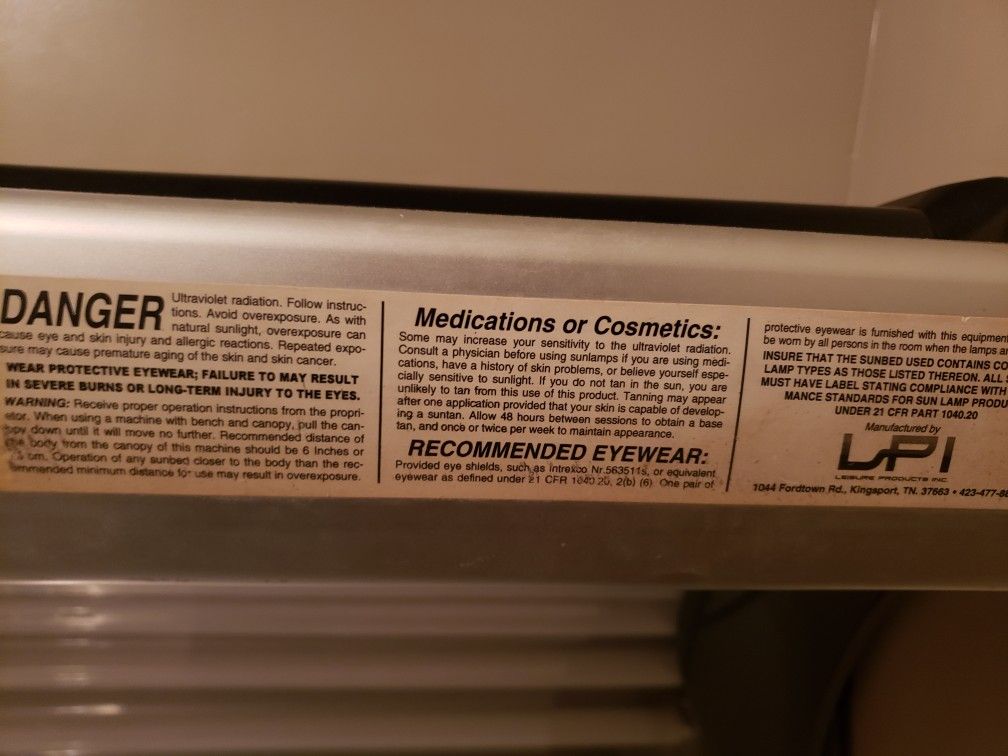 DANGER Ultraviolet radiation. Follow instruc-
tions. Avoid overexposure. As with
natural sunlight, overexposure can
cause eye and skin injury and allergic reactions. Repeated expo-
sure may cause premature aging of the skin and skin cancer.
WEAR PROTECTIVE EYEWEAR; FAILURE TO MAY RESULT
IN SEVERE BURNS OR LONG-TERM INJURY TO THE EYES.
WARNING: Receive proper operation instructions from the propri-
etor. When using a machine with bench and canopy, pull the can-
opy down until it will move no further. Recommended distance of
the body from the canopy of this machine should be 6 Inches or
cm. Operation of any sunbed closer to the body than the rec-
ommended minimum distance for use may result in overexposure.
Medications or Cosmetics:
Some may increase your sensitivity to the ultraviolet radiation.
Consult a physician before using sunlamps if you are using medi-
cations, have a history of skin problems, or believe yourself espe-
cially sensitive to sunlight. If you do not tan in the sun, you are
unlikely to tan from this use of this product. Tanning may appear
after one application provided that your skin is capable of develop-
ing a suntan. Allow 48 hours between sessions to obtain a base
tan, and once or twice per week to maintain appearance.
RECOMMENDED EYEWEAR:
Provided eye shields, such as Intrexco Nr.563511s, or equivalent
eyewear as defined under 21 CFR 1040.20, 2(b) (6). One pair of
protective eyewear is furnished with this equipment
be worn by all persons in the room when the lamps a
INSURE THAT THE SUNBED USED CONTAINS CO
LAMP TYPES AS THOSE LISTED THEREON. ALL
MUST HAVE LABEL STATING COMPLIANCE WITH
MANCE STANDARDS FOR SUN LAMP PRODU
UNDER 21 CFR PART 1040.20
Manufactured by
LPI
LEISURE PRODUCTS INC.
1044 Fordtown Rd., Kingsport, TN. 37663 • 423-477-88